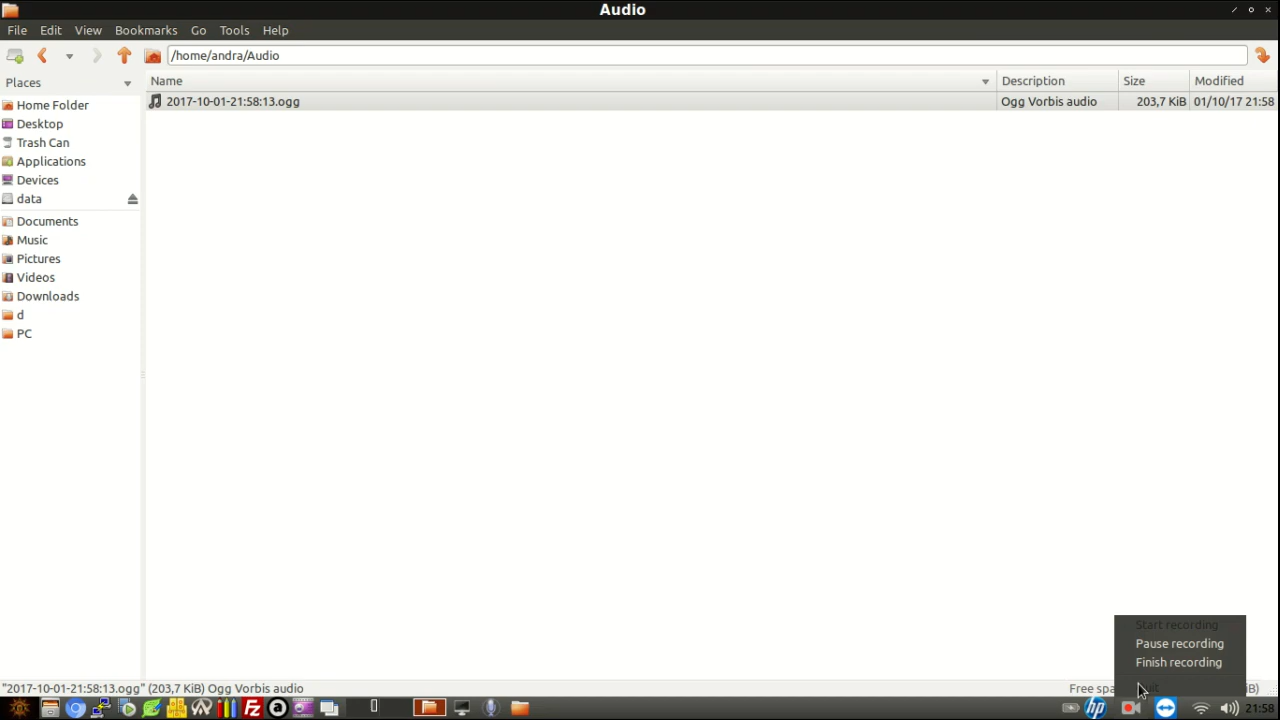 Audio
File Edit View Bookmarks Go Tools Help
/home/andra/Audio
Places
Name Description Size Modified
Home Folder
2017-10-01-21:58:13.ogg Ogg Vorbis audio 203,7 KiB 01/10/17 21:58
Desktop
Trash Can
Applications
Devices
data
Documents
Music
Pictures
Videos
Downloads
d
PC
Start recording
Pause recording
Finish recording
"2017-10-01-21:58:13.ogg" (203,7 KiB) Ogg Vorbis audio
Free spa iB)
hp
FZ
a
21:58